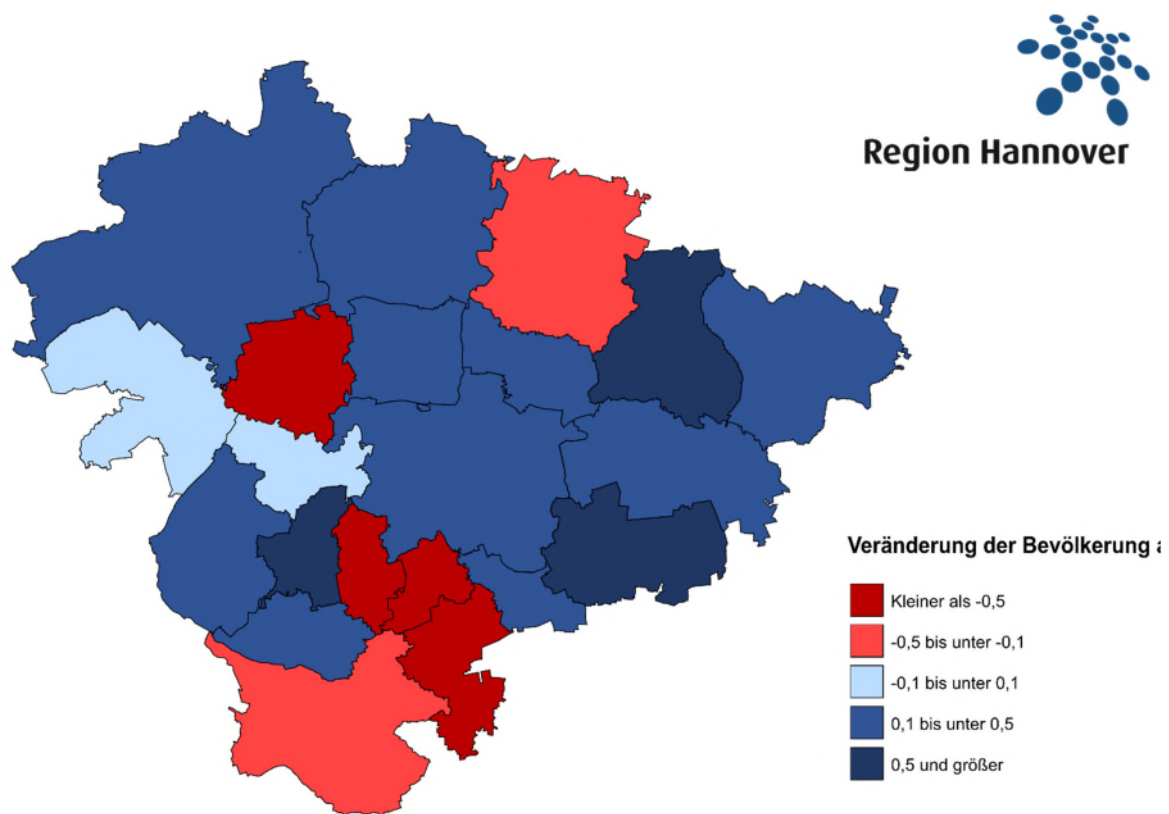 Region Hannover
Veränderung der Bevölkerung a
Kleiner als -0,5
-0,5 bis unter -0,1
-0,1 bis unter 0,1
0,1 bis unter 0,5
0,5 und größer